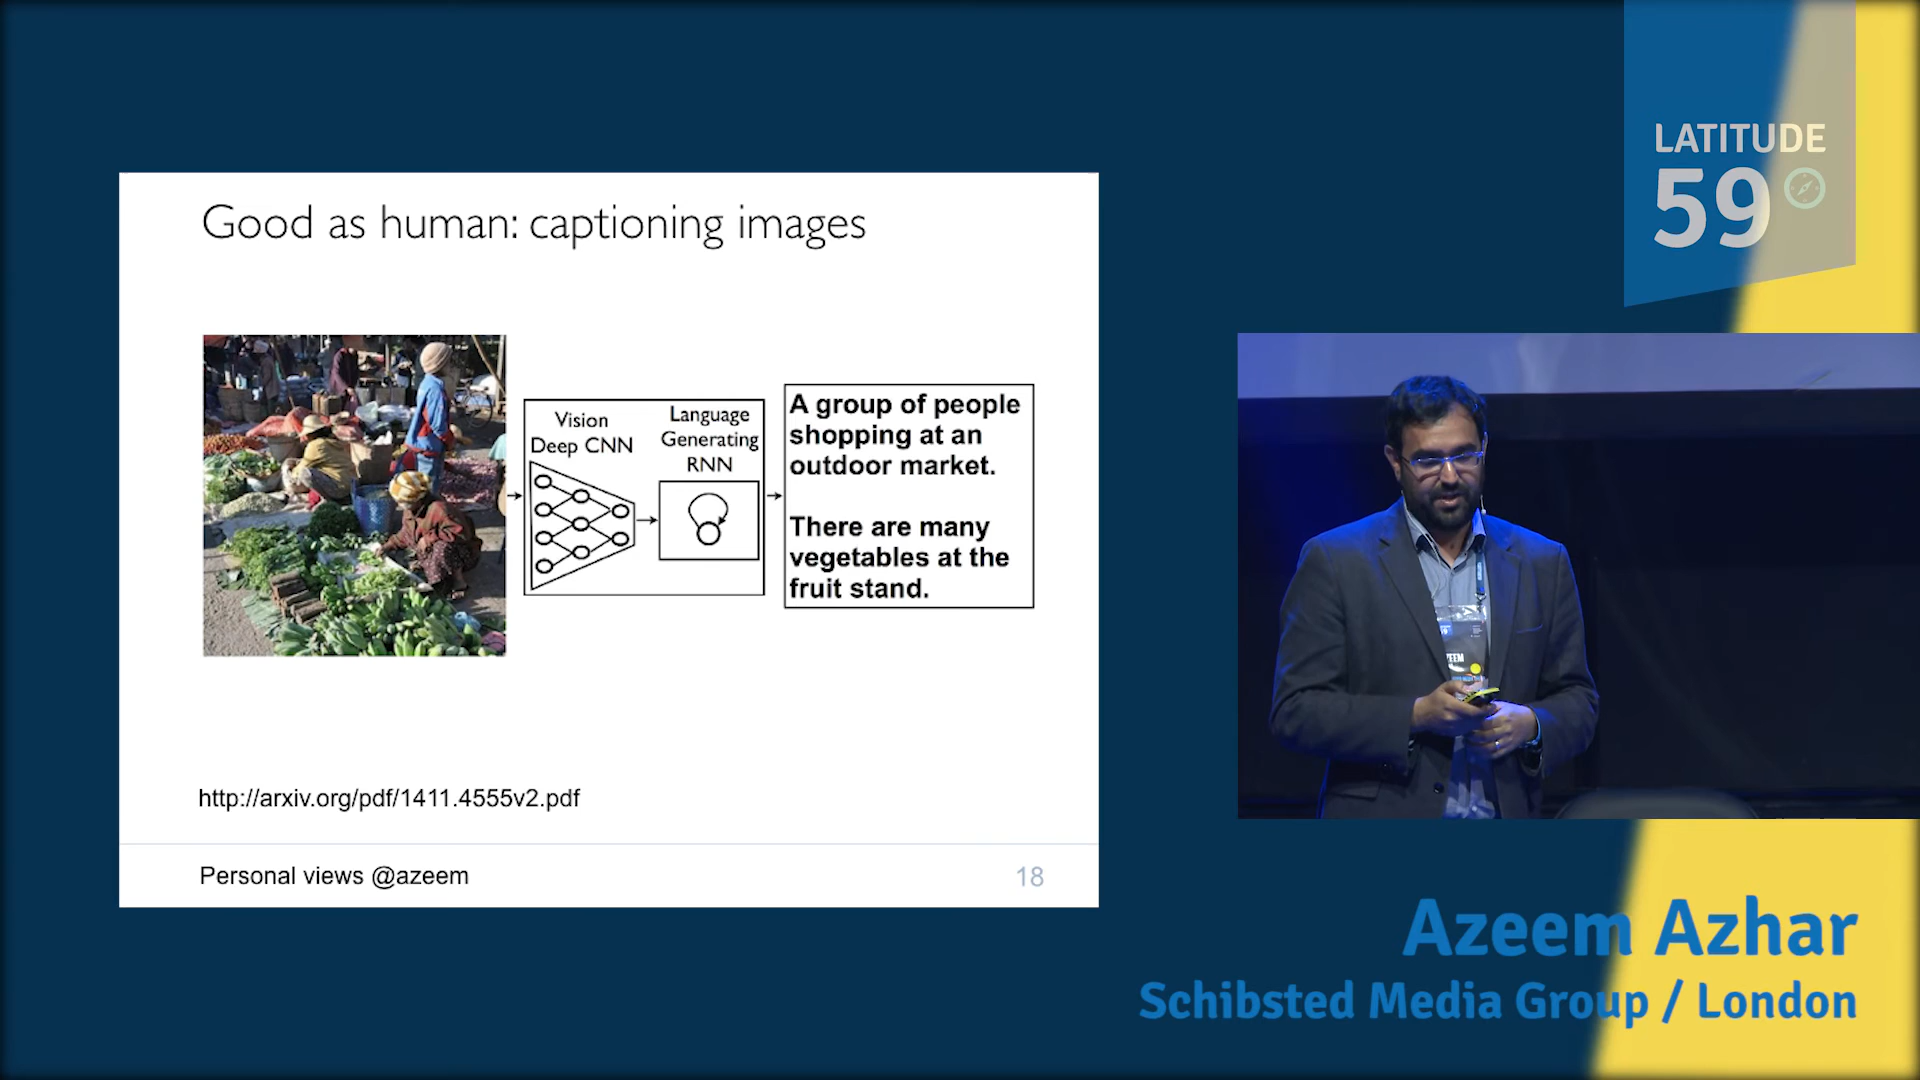 Good as human: captioning images
Vision
Deep CNN
Language
Generating
RNN
A group of people
shopping at an
outdoor market.
There are many
vegetables at the
fruit stand.
http://arxiv.org/pdf/1411.4555v2.pdf
Personal views @azeem
18
LATITUDE
59
Azeem Azhar
Schibsted Media Group / London